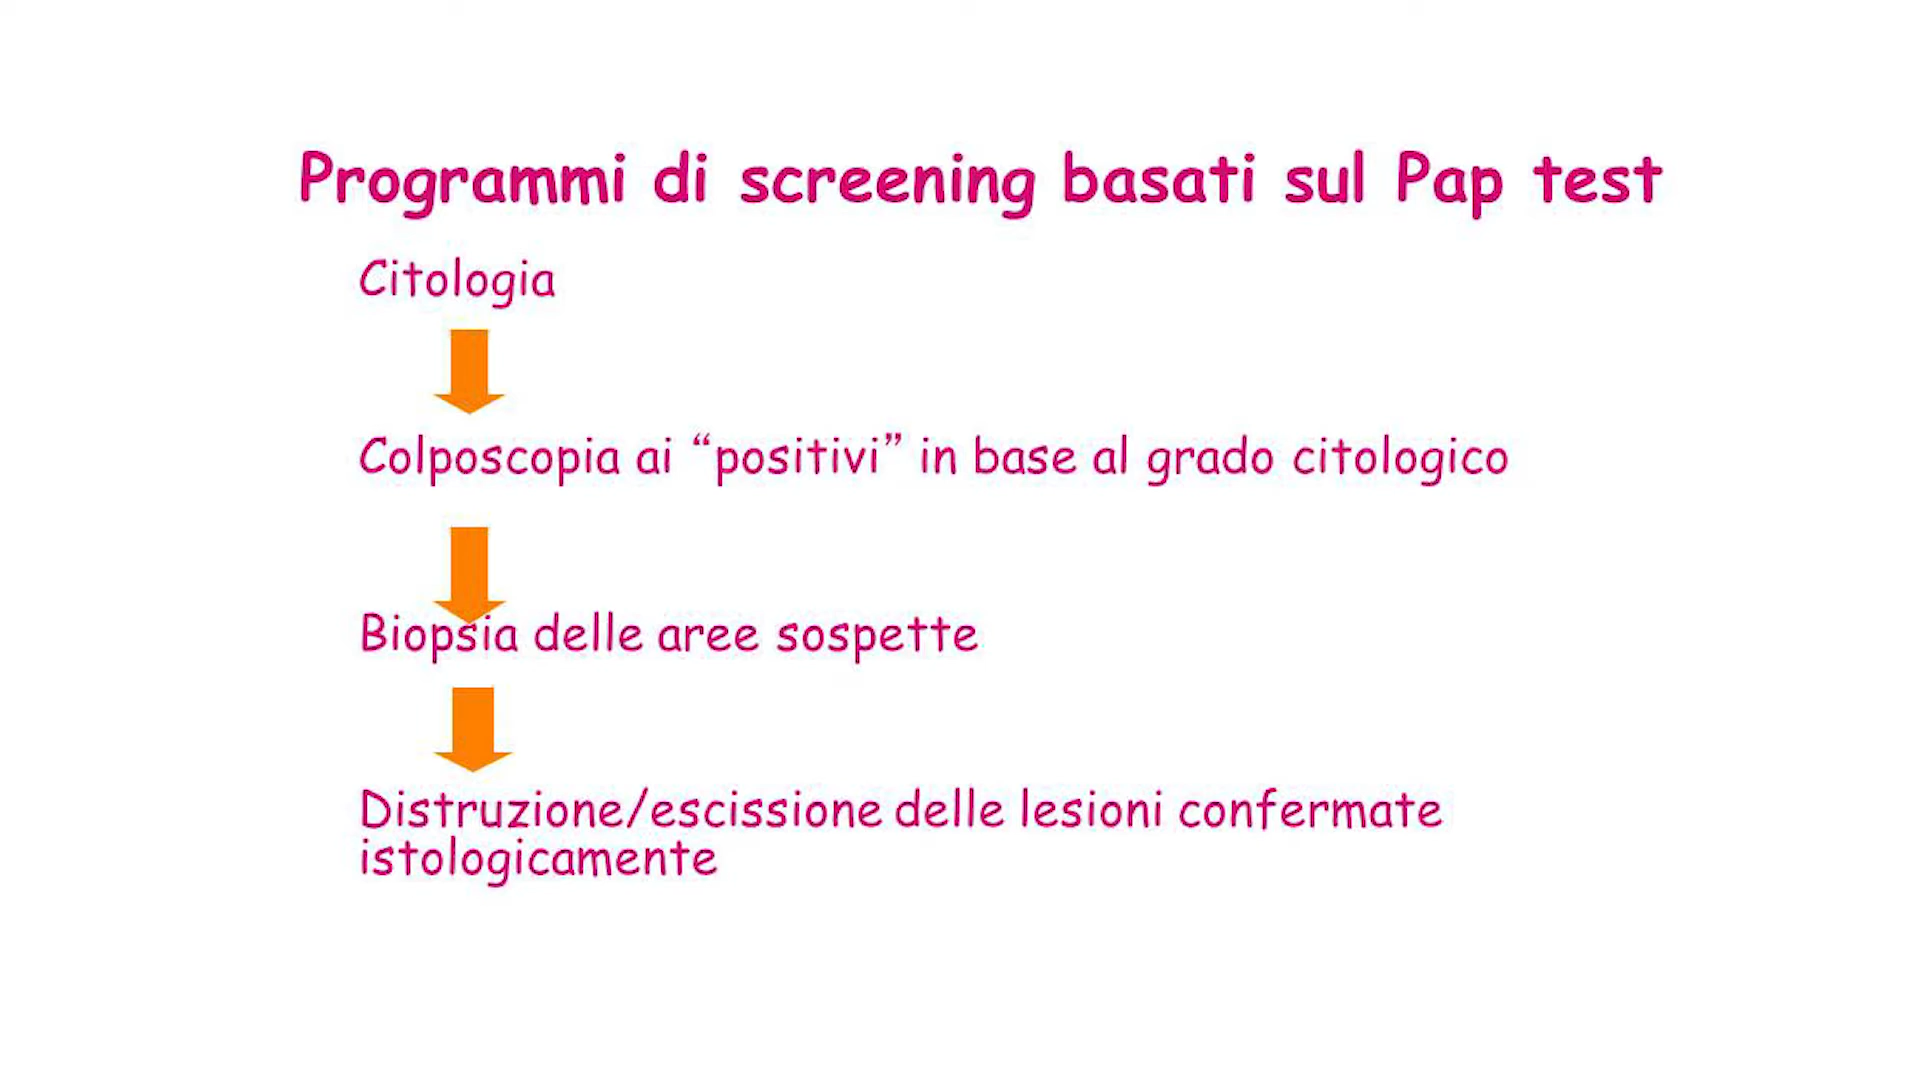 Programmi di screening basati sul Pap test
Citologia
Colposcopia ai “positivi” in base al grado citologico
Biopsia delle aree sospette
Distruzione/escissione delle lesioni confermate
istologicamente